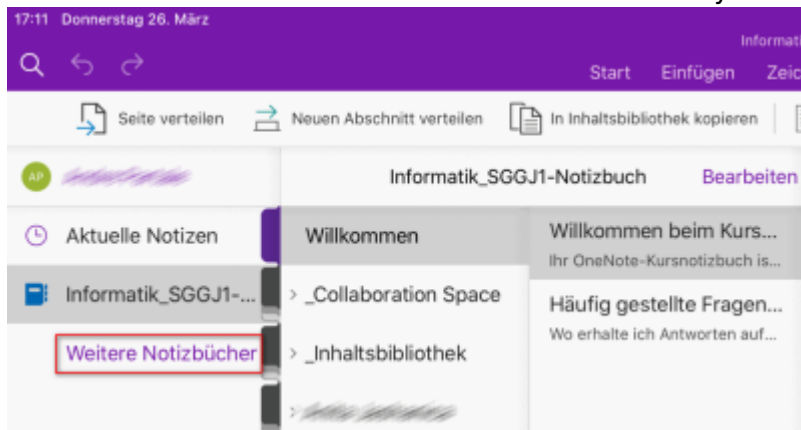 17:11 Donnerstag 26. März
Informati
Start Einfügen Zeic
Seite verteilen Neuen Abschnitt verteilen In Inhaltsbibliothek kopieren
AP
Informatik_SGGJ1-Notizbuch Bearbeiten
Aktuelle Notizen
Informatik_SGGJ1-...
Weitere Notizbücher
Willkommen
> _Collaboration Space
> _Inhaltsbibliothek
>
Willkommen beim Kurs...
Ihr OneNote-Kursnotizbuch is...
Häufig gestellte Fragen...
Wo erhalte ich Antworten auf...